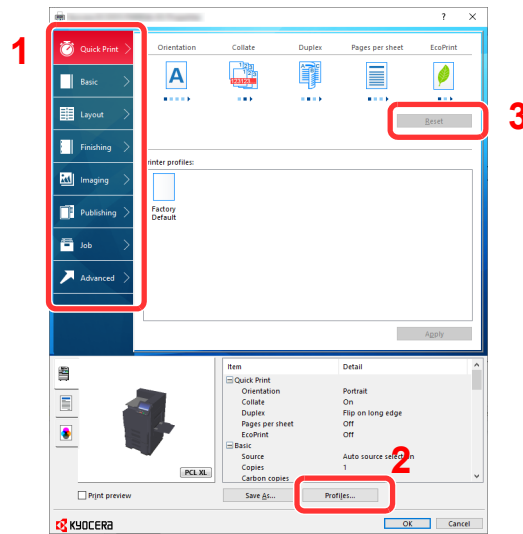 ? ×
1
Quick Print
Orientation Collate Duplex Pages per sheet EcoPrint
A
123123
Basic
Layout
Reset
3
Finishing
Printer profiles:
Imaging
Publishing
Factory
Default
Job
Advanced
Apply
Item Detail
Quick Print
Orientation Portrait
Collate On
Duplex Flip on long edge
Pages per sheet Off
EcoPrint Off
Basic
Source Auto source selection
Copies 1
Carbon copies
2
PCL XL
Print preview
Save As... Profiles...
KYOCERA
OK Cancel